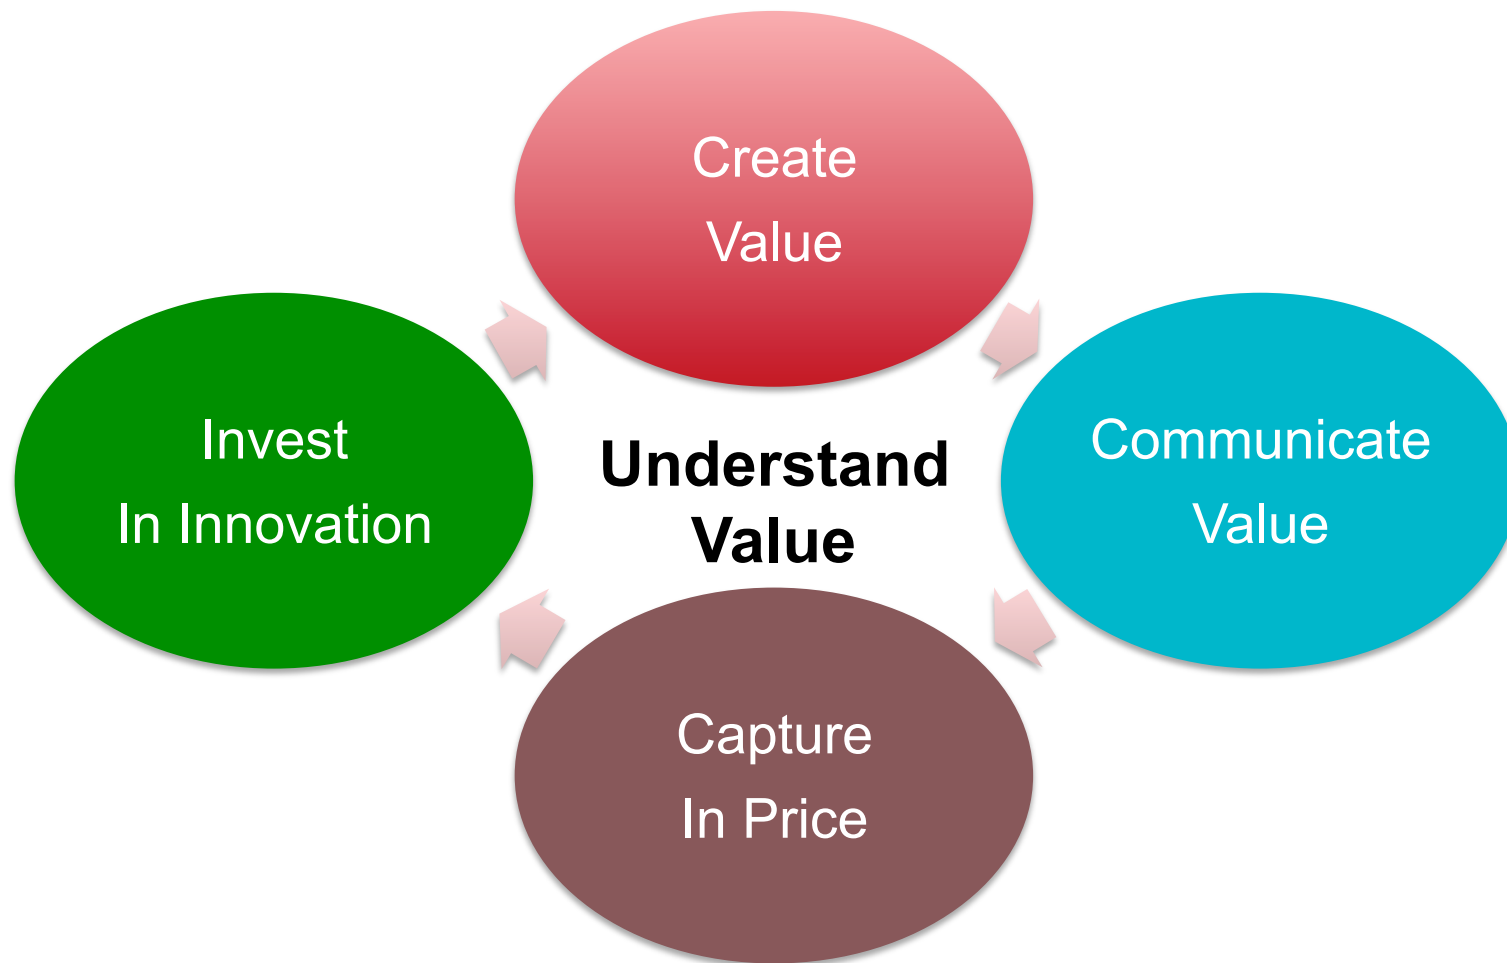 Create
Value
Invest
In Innovation
Understand
Value
Communicate
Value
Capture
In Price